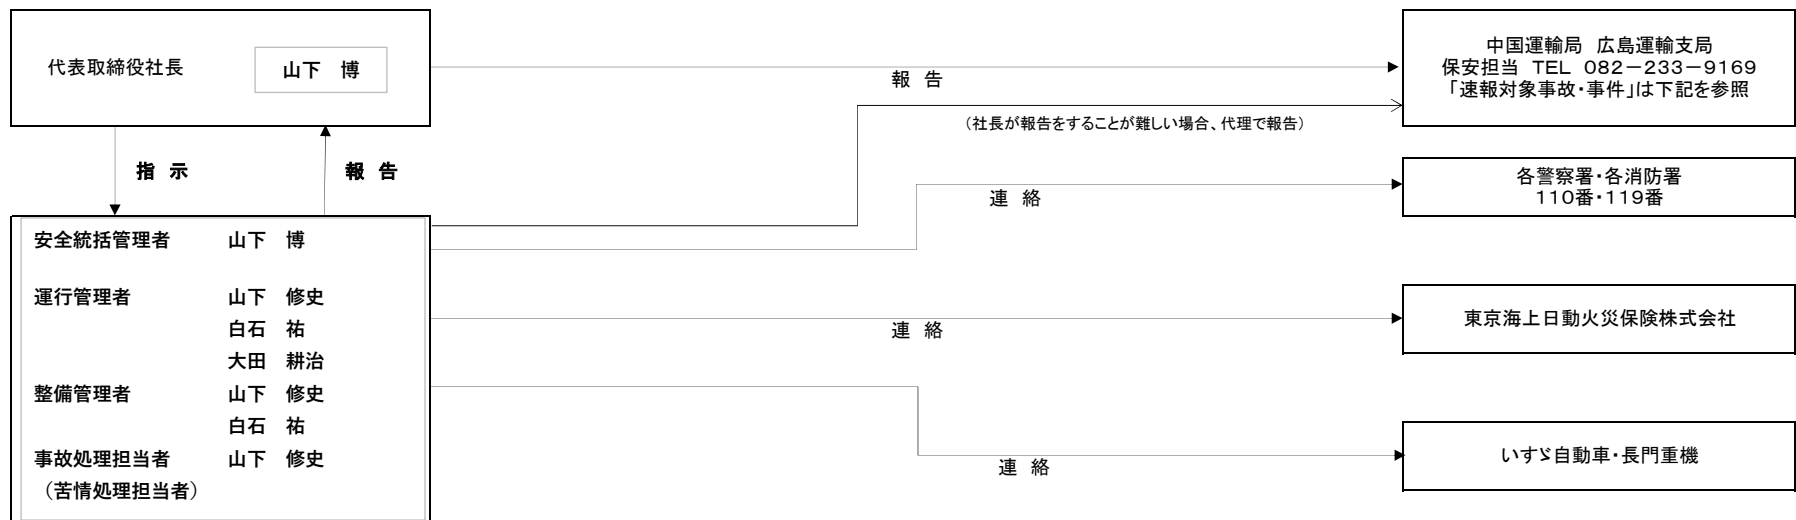 代表取締役社長 山下 博
報 告
中国運輸局 広島運輸支局
保安担当 TEL 082－233－9169
「速報対象事故・事件」は下記を参照
（社長が報告をすることが難しい場合、代理で報告）
指 示 報 告
連 絡
各警察署・各消防署
110番・119番
安全統括管理者 山下 博
運行管理者 山下 修史
白石 祐
大田 耕治
整備管理者 山下 修史
白石 祐
事故処理担当者 山下 修史
（苦情処理担当者）
連 絡
東京海上日動火災保険株式会社
連 絡
いすゞ自動車・長門重機